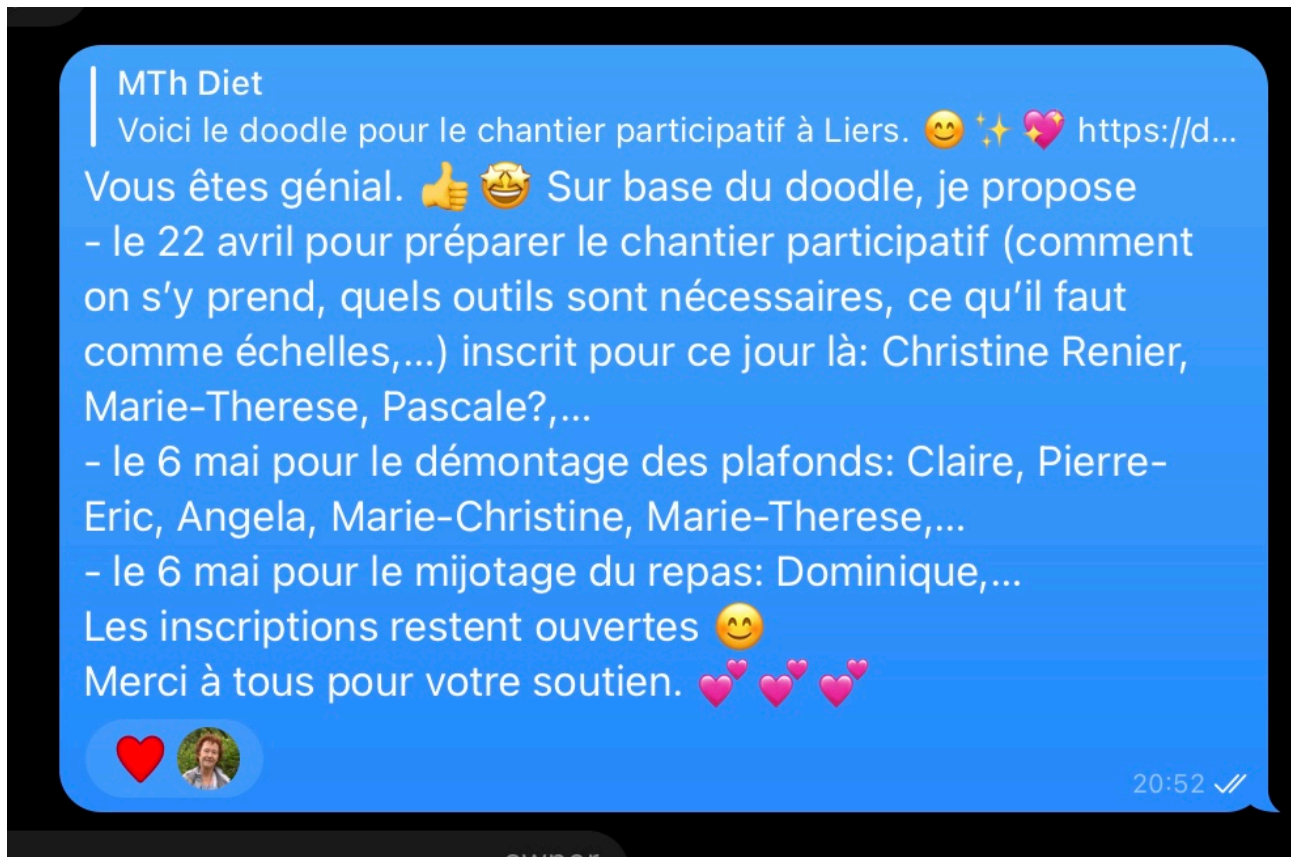 MTh Diet
Voici le doodle pour le chantier participatif à Liers. 😊 ✨ 💖 https://d...
Vous êtes génial. 👍 🤩 Sur base du doodle, je propose
- le 22 avril pour préparer le chantier participatif (comment
on s’y prend, quels outils sont nécessaires, ce qu’il faut
comme échelles,...) inscrit pour ce jour là: Christine Renier,
Marie-Therese, Pascale?,...
- le 6 mai pour le démontage des plafonds: Claire, Pierre-
Eric, Angela, Marie-Christine, Marie-Therese,...
- le 6 mai pour le mijotage du repas: Dominique,...
Les inscriptions restent ouvertes 😊
Merci à tous pour votre soutien. 💕 💕 💕
20:52